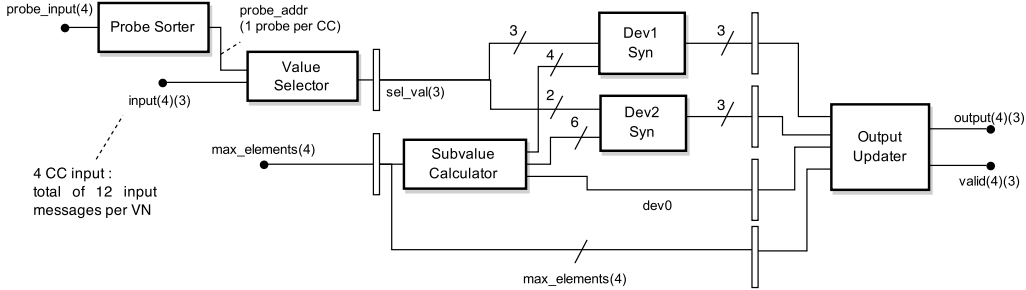 probe_input(4)
Probe Sorter
probe_addr
(1 probe per CC)
Value
Selector
input(4)(3)
sel_val(3)
3
4
Dev1
Syn
3
2
6
Dev2
Syn
3
4 CC input :
total of 12 input
messages per VN
max_elements(4)
Subvalue
Calculator
dev0
max_elements(4)
Output
Updater
output(4)(3)
valid(4)(3)